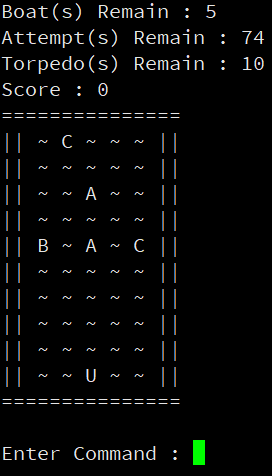 Boat(s) Remain : 5
Attempt(s) Remain : 74
Torpedo(s) Remain : 10
Score : 0
===============
|| ~ C ~ ~ ~ ||
|| ~ ~ ~ ~ ~ ||
|| ~ ~ A ~ ~ ||
|| ~ ~ ~ ~ ~ ||
|| B ~ A ~ C ||
|| ~ ~ ~ ~ ~ ||
|| ~ ~ ~ ~ ~ ||
|| ~ ~ ~ ~ ~ ||
|| ~ ~ ~ ~ ~ ||
|| ~ ~ U ~ ~ ||
===============
Enter Command :